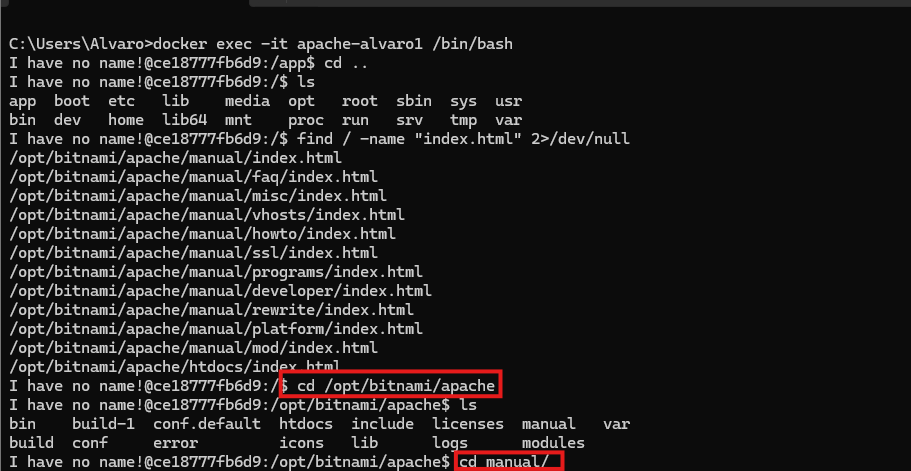 C:\Users\Alvaro>docker exec -it apache-alvaro1 /bin/bash
I have no name!@ce18777fb6d9:/app$ cd ..
I have no name!@ce18777fb6d9:/$ ls
app  boot  etc   lib    media  opt   root  sbin  sys  usr
bin  dev   home  lib64  mnt    proc  run   srv   tmp  var
I have no name!@ce18777fb6d9:/$ find / -name "index.html" 2>/dev/null
/opt/bitnami/apache/manual/index.html
/opt/bitnami/apache/manual/faq/index.html
/opt/bitnami/apache/manual/misc/index.html
/opt/bitnami/apache/manual/vhosts/index.html
/opt/bitnami/apache/manual/howto/index.html
/opt/bitnami/apache/manual/ssl/index.html
/opt/bitnami/apache/manual/programs/index.html
/opt/bitnami/apache/manual/developer/index.html
/opt/bitnami/apache/manual/rewrite/index.html
/opt/bitnami/apache/manual/platform/index.html
/opt/bitnami/apache/manual/mod/index.html
/opt/bitnami/apache/htdocs/index.html
I have no name!@ce18777fb6d9:/$ cd /opt/bitnami/apache
I have no name!@ce18777fb6d9:/opt/bitnami/apache$ ls
bin    build-1  conf.default  htdocs  include  licenses  manual   var
build  conf     error         icons   lib      logs      modules
I have no name!@ce18777fb6d9:/opt/bitnami/apache$ cd manual/